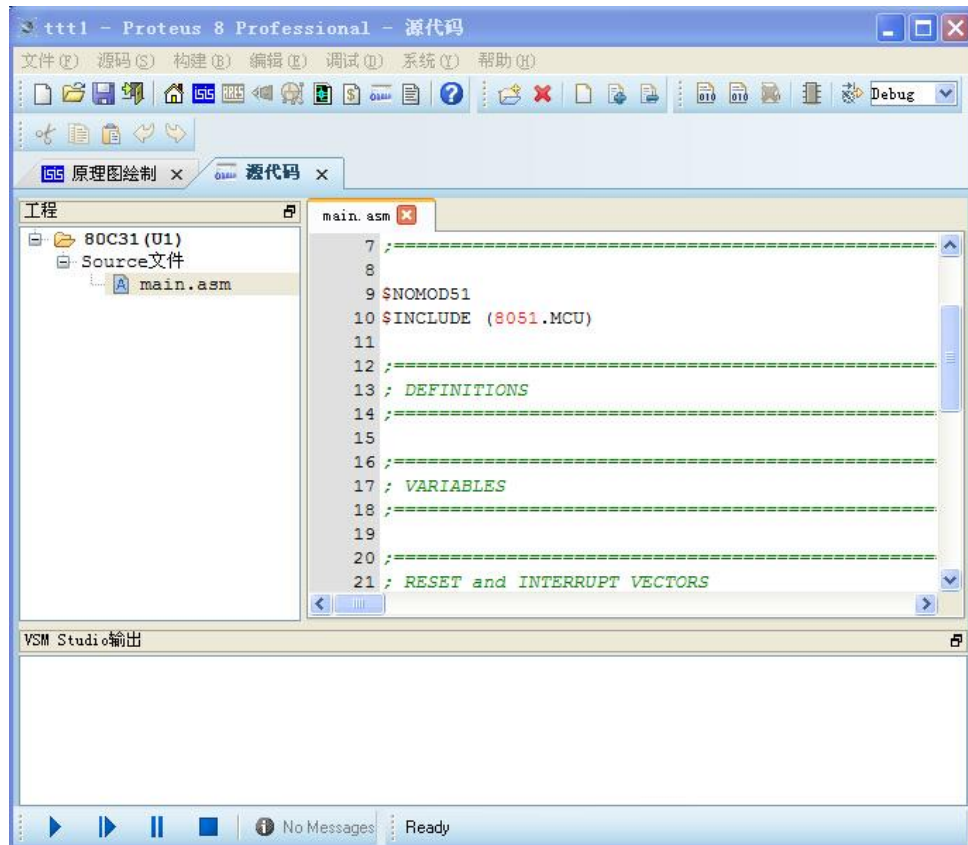 ttt1 - Proteus 8 Professional - 源代码
文件(F) 源码(S) 构建(B) 编辑(E) 调试(D) 系统(Y) 帮助(H)
Debug
原理图绘制 源代码
工程
80C31(U1)
Source文件
main.asm
main.asm
7 ;================================================
8
9 $NOMOD51
10 $INCLUDE (8051.MCU)
11
12 ;================================================
13 ; DEFINITIONS
14 ;================================================
15
16 ;================================================
17 ; VARIABLES
18 ;================================================
19
20 ;================================================
21 ; RESET and INTERRUPT VECTORS
VSM Studio输出
No Messages Ready